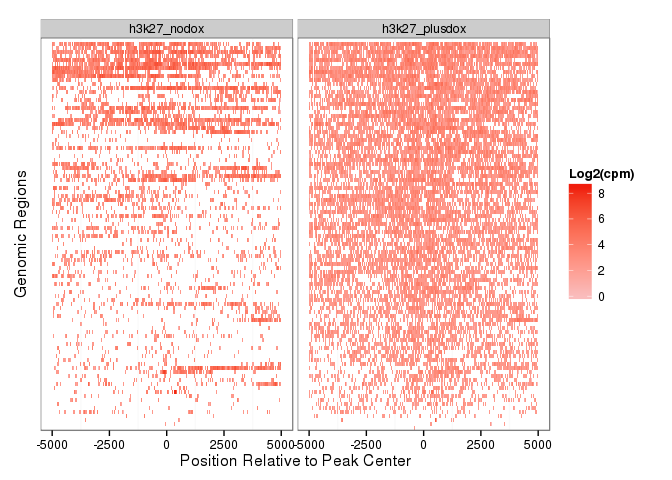 h3k27_nodox
h3k27_plusdox
Genomic Regions
Log2(cpm)
8
6
4
2
0
-5000 -2500 0 2500 5000
-5000 -2500 0 2500 5000
Position Relative to Peak Center